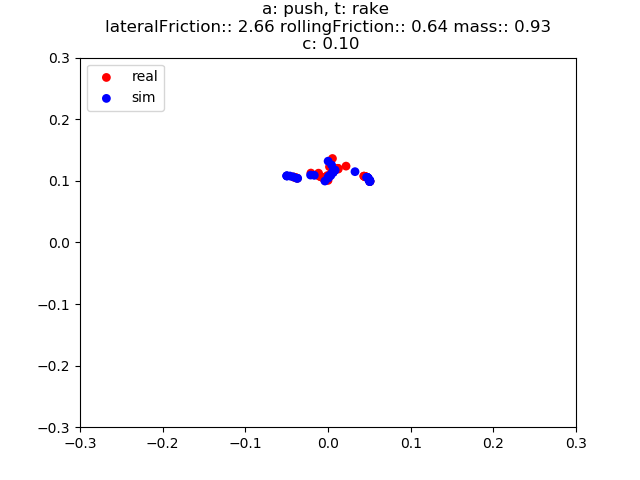 a: push, t: rake
lateralFriction:: 2.66 rollingFriction:: 0.64 mass:: 0.93
c: 0.10
real
sim
0.3
0.2
0.1
0.0
−0.1
−0.2
−0.3
−0.3 −0.2 −0.1 0.0 0.1 0.2 0.3